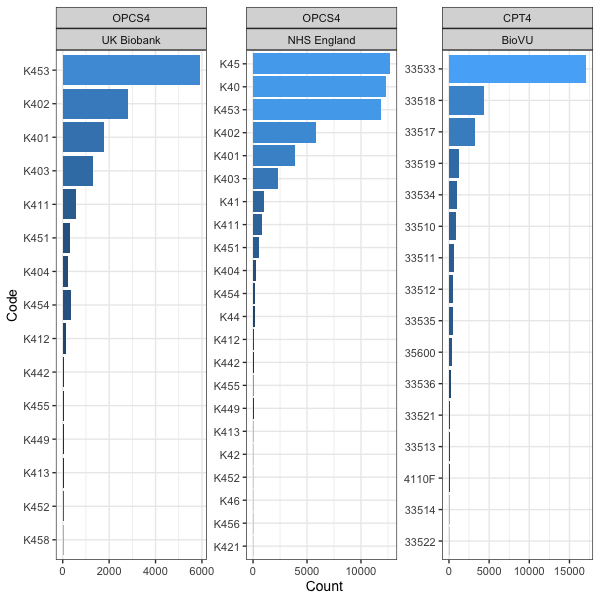 OPCS4
UK Biobank
K453
K402
K401
K403
K411
K451
K404
K454
K412
K442
K455
K449
K413
K452
K458
0
2000
4000
6000
OPCS4
NHS England
K45
K40
K453
K402
K401
K403
K41
K411
K451
K404
K454
K44
K412
K442
K455
K449
K413
K42
K452
K46
K456
K421
0
5000
10000
CPT4
BioVU
33533
33518
33517
33519
33534
33510
33511
33512
33535
35600
33536
33521
33513
4110F
33514
33522
0
5000
10000
15000
Code
Count